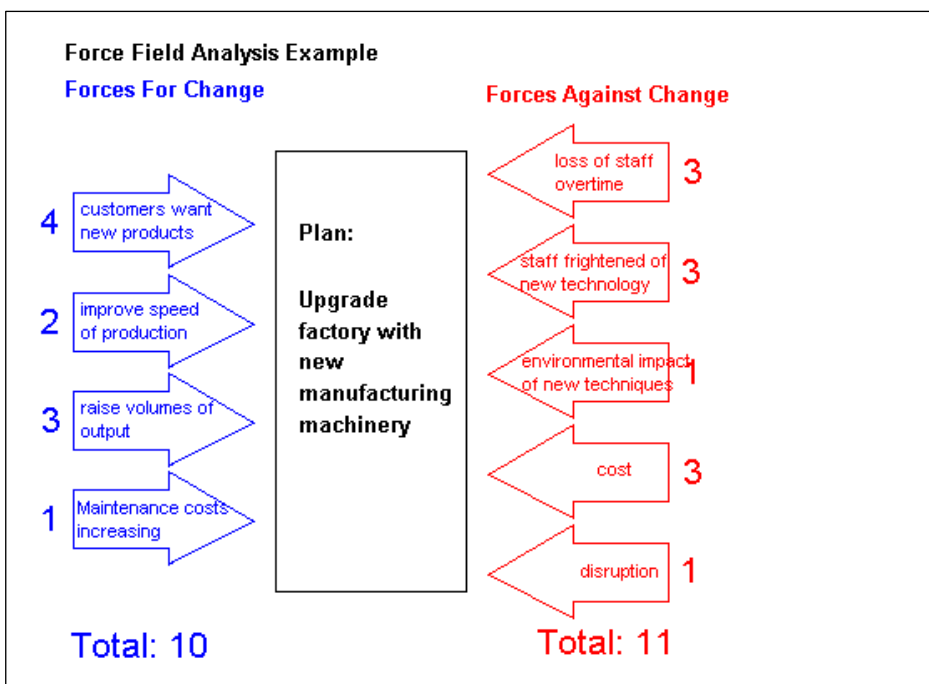 Force Field Analysis Example
Forces For Change
4
customers want
new products
2
improve speed
of production
3
raise volumes of
output
1
Maintenance costs
increasing
Total: 10
Plan:
Upgrade
factory with
new
manufacturing
machinery
Forces Against Change
loss of staff
overtime
3
staff frightened of
new technology
3
environmental impact
of new techniques
1
cost
3
disruption
1
Total: 11